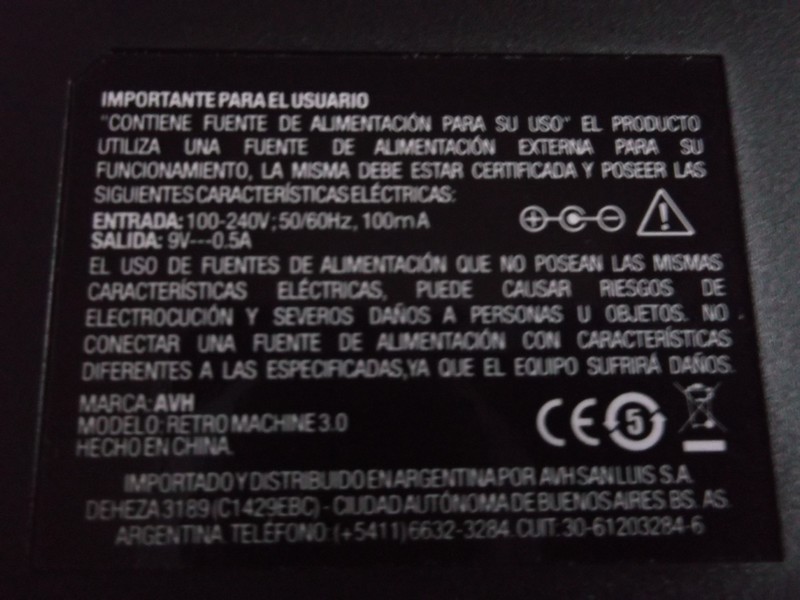 IMPORTANTE PARA EL USUARIO
"CONTIENE FUENTE DE ALIMENTACIÓN PARA SU USO" EL PRODUCTO
UTILIZA UNA FUENTE DE ALIMENTACIÓN EXTERNA PARA SU
FUNCIONAMIENTO, LA MISMA DEBE ESTAR CERTIFICADA Y POSEER LAS
SIGUIENTES CARACTERÍSTICAS ELÉCTRICAS:
ENTRADA: 100-240V; 50/60Hz, 100mA
SALIDA: 9V---0.5A
EL USO DE FUENTES DE ALIMENTACIÓN QUE NO POSEAN LAS MISMAS
CARACTERÍSTICAS ELÉCTRICAS, PUEDE CAUSAR RIESGOS DE
ELECTROCUCIÓN Y SEVEROS DAÑOS A PERSONAS U OBJETOS. NO
CONECTAR UNA FUENTE DE ALIMENTACIÓN CON CARACTERÍSTICAS
DIFERENTES A LAS ESPECIFICADAS,YA QUE EL EQUIPO SUFRIRÁ DAÑOS.
MARCA: AVH
MODELO: RETRO MACHINE 3.0
HECHO EN CHINA.
CE 5
IMPORTADO Y DISTRIBUIDO EN ARGENTINA POR AVH SAN LUIS S.A.
DEHEZA 3189 (C1429EBC) - CIUDAD AUTÓNOMA DE BUENOS AIRES. BS. AS.
ARGENTINA. TELÉFONO: (+5411) 6632-3284. CUIT. 30-61203284-6